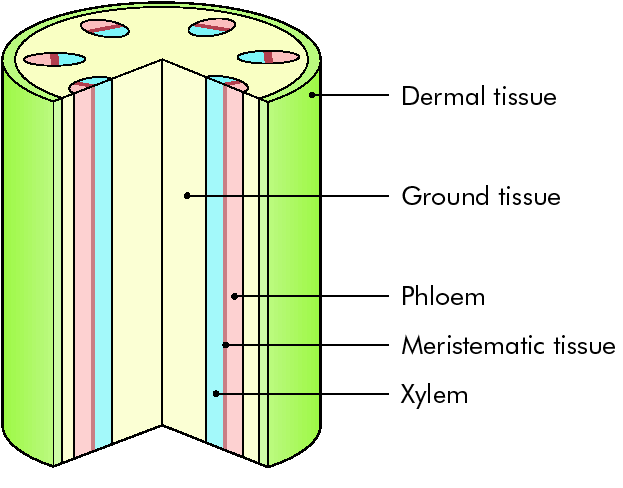 Dermal tissue
Ground tissue
Phloem
Meristematic tissue
Xylem